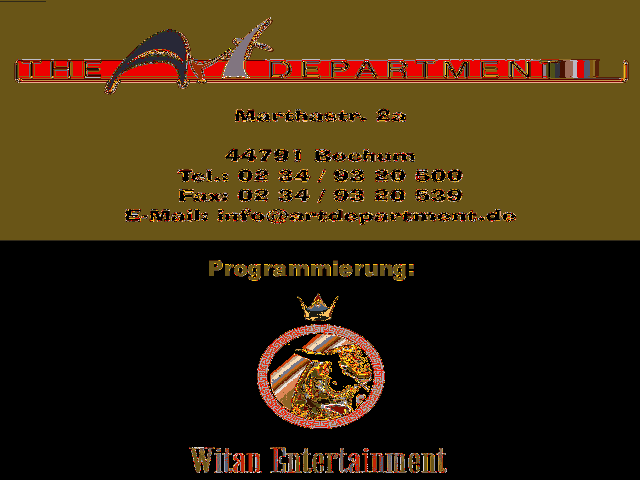 THE Art DEPARTMENT
Marthastr. 2a
44791 Bochum
Tel.: 02 34 / 93 20 500
Fax: 02 34 / 93 20 539
E-Mail: info@artdepartment.de
Programmierung:
Witan Entertainment